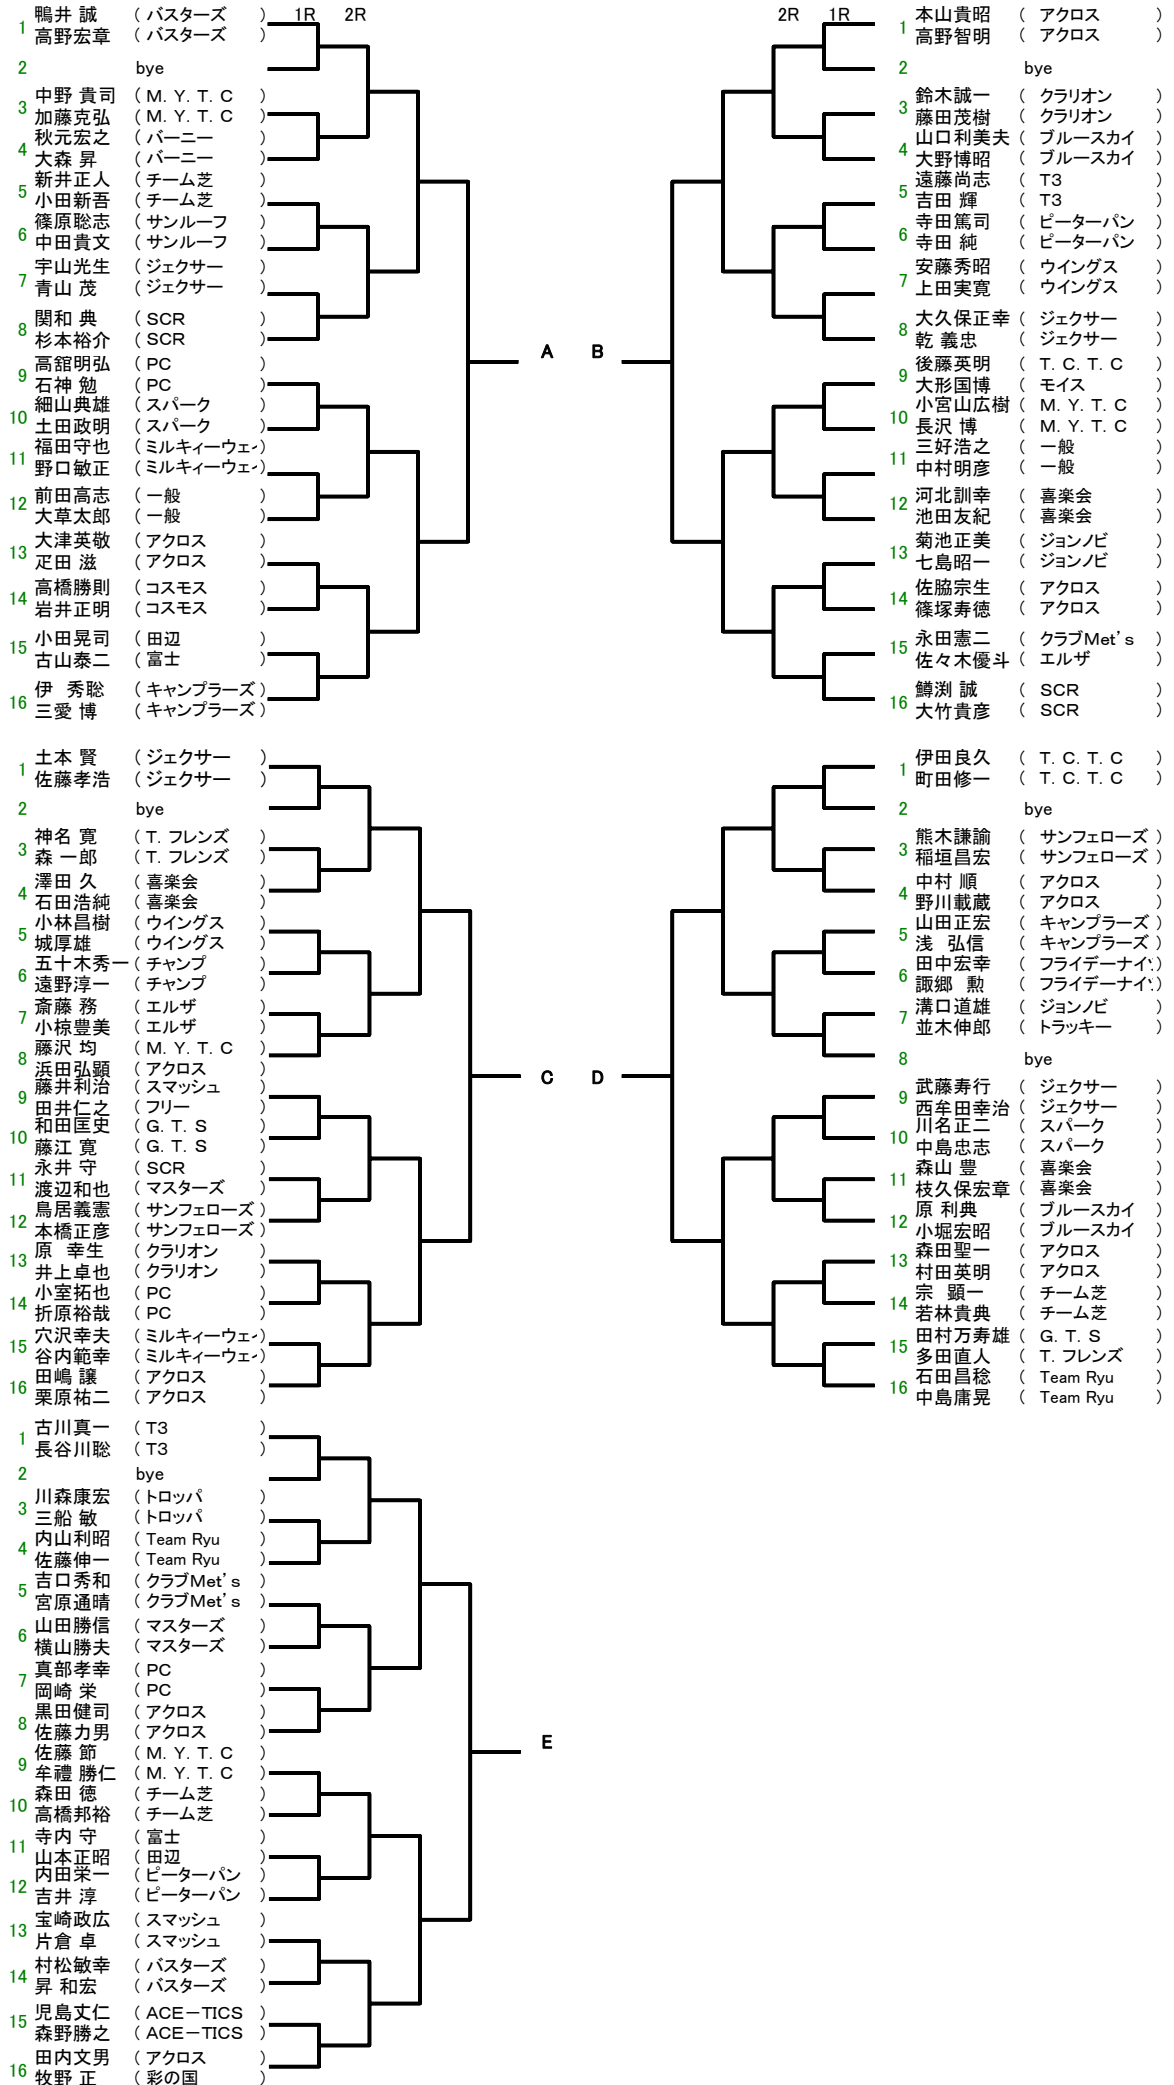 1R 2R
1 鴨井 誠 ( バスターズ )
高野宏章 ( バスターズ )
2 bye
3 中野 貴司 ( M. Y. T. C )
加藤克弘 ( M. Y. T. C )
4 秋元宏之 ( バーニー )
大森 昇 ( バーニー )
5 新井正人 ( チーム芝 )
小田新吾 ( チーム芝 )
6 篠原聡志 ( サンルーフ )
中田貴文 ( サンルーフ )
7 宇山光生 ( ジェクサー )
青山 茂 ( ジェクサー )
8 関和 典 ( SCR )
杉本裕介 ( SCR )
9 高舘明弘 ( PC )
石神 勉 ( PC )
10 細山典雄 ( スパーク )
土田政明 ( スパーク )
11 福田守也 ( ミルキィーウェイ )
野口敏正 ( ミルキィーウェイ )
12 前田高志 ( 一般 )
大草太郎 ( 一般 )
13 大津英敬 ( アクロス )
疋田 滋 ( アクロス )
14 高橋勝則 ( コスモス )
岩井正明 ( コスモス )
15 小田晃司 ( 田辺 )
古山泰二 ( 富士 )
16 伊 秀聡 ( キャンプラーズ )
三愛 博 ( キャンプラーズ )
A
2R 1R
1 本山貴昭 ( アクロス )
高野智明 ( アクロス )
2 bye
3 鈴木誠一 ( クラリオン )
藤田茂樹 ( クラリオン )
4 山口利美夫 ( ブルースカイ )
大野博昭 ( ブルースカイ )
5 遠藤尚志 ( T3 )
吉田 輝 ( T3 )
6 寺田篤司 ( ピーターパン )
寺田 純 ( ピーターパン )
7 安藤秀昭 ( ウイングス )
上田実寛 ( ウイングス )
8 大久保正幸 ( ジェクサー )
乾 義忠 ( ジェクサー )
9 後藤英明 ( T. C. T. C )
大形国博 ( モイス )
10 小宮山広樹 ( M. Y. T. C )
長沢 博 ( M. Y. T. C )
11 三好浩之 ( 一般 )
中村明彦 ( 一般 )
12 河北訓幸 ( 喜楽会 )
池田友紀 ( 喜楽会 )
13 菊池正美 ( ジョンノビ )
七島昭一 ( ジョンノビ )
14 佐脇宗生 ( アクロス )
篠塚寿徳 ( アクロス )
15 永田憲二 ( クラブMet's )
佐々木優斗 ( エルザ )
16 鱒渕 誠 ( SCR )
大竹貴彦 ( SCR )
B
1 土本 賢 ( ジェクサー )
佐藤孝浩 ( ジェクサー )
2 bye
3 神名 寛 ( T. フレンズ )
森 一郎 ( T. フレンズ )
4 澤田 久 ( 喜楽会 )
石田浩純 ( 喜楽会 )
5 小林昌樹 ( ウイングス )
城厚雄 ( ウイングス )
6 五十木秀一 ( チャンプ )
遠野淳一 ( チャンプ )
7 斎藤 務 ( エルザ )
小椋豊美 ( エルザ )
8 藤沢 均 ( M. Y. T. C )
浜田弘顕 ( アクロス )
9 藤井利治 ( スマッシュ )
田井仁之 ( フリー )
10 和田匡史 ( G. T. S )
藤江 寛 ( G. T. S )
11 永井 守 ( SCR )
渡辺和也 ( マスターズ )
12 鳥居義憲 ( サンフェローズ )
本橋正彦 ( サンフェローズ )
13 原 幸生 ( クラリオン )
井上卓也 ( クラリオン )
14 小室拓也 ( PC )
折原裕哉 ( PC )
15 穴沢幸夫 ( ミルキィーウェイ )
谷内範幸 ( ミルキィーウェイ )
16 田嶋 譲 ( アクロス )
栗原祐二 ( アクロス )
C
1 伊田良久 ( T. C. T. C )
町田修一 ( T. C. T. C )
2 bye
3 熊木謙諭 ( サンフェローズ )
稲垣昌宏 ( サンフェローズ )
4 中村 順 ( アクロス )
野川載蔵 ( アクロス )
5 山田正宏 ( キャンプラーズ )
浅 弘信 ( キャンプラーズ )
6 田中宏幸 ( フライデーナイ )
諏郷 勲 ( フライデーナイ )
7 溝口道雄 ( ジョンノビ )
並木伸郎 ( トラッキー )
8 bye
9 武藤寿行 ( ジェクサー )
西牟田幸治 ( ジェクサー )
10 川名正二 ( スパーク )
中島忠志 ( スパーク )
11 森山 豊 ( 喜楽会 )
枝久保宏章 ( 喜楽会 )
12 原 利典 ( ブルースカイ )
小堀宏昭 ( ブルースカイ )
13 森田聖一 ( アクロス )
村田英明 ( アクロス )
14 宗 顕一 ( チーム芝 )
若林貴典 ( チーム芝 )
15 田村万寿雄 ( G. T. S )
多田直人 ( T. フレンズ )
16 石田昌稔 ( Team Ryu )
中島庸晃 ( Team Ryu )
D
1 古川真一 ( T3 )
長谷川聡 ( T3 )
2 bye
3 川森康宏 ( トロッパ )
三船 敏 ( トロッパ )
4 内山利昭 ( Team Ryu )
佐藤伸一 ( Team Ryu )
5 吉口秀和 ( クラブMet's )
宮原通晴 ( クラブMet's )
6 山田勝信 ( マスターズ )
横山勝夫 ( マスターズ )
7 真部孝幸 ( PC )
岡崎 栄 ( PC )
8 黒田健司 ( アクロス )
佐藤力男 ( アクロス )
9 佐藤 節 ( M. Y. T. C )
牟禮 勝仁 ( M. Y. T. C )
10 森田 徳 ( チーム芝 )
高橋邦裕 ( チーム芝 )
11 寺内 守 ( 富士 )
山本正昭 ( 田辺 )
12 内田栄一 ( ピーターパン )
吉井 淳 ( ピーターパン )
13 宝崎政広 ( スマッシュ )
片倉 卓 ( スマッシュ )
14 村松敏幸 ( バスターズ )
昇 和宏 ( バスターズ )
15 児島丈仁 ( ACE-TICS )
森野勝之 ( ACE-TICS )
16 田内文男 ( アクロス )
牧野 正 ( 彩の国 )
E